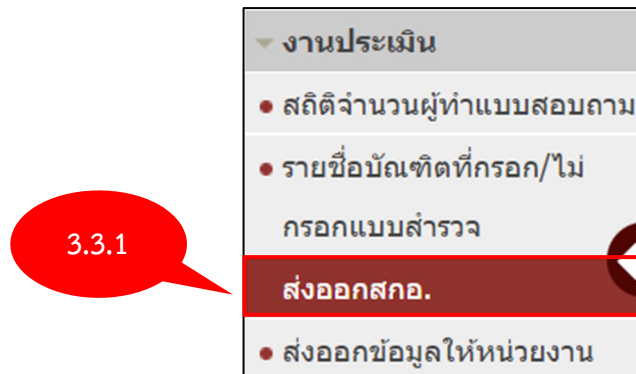 งานประเมิน
สถิติจำนวนผู้ทำแบบสอบถาม
รายชื่อบัณฑิตที่กรอก/ไม่
กรอกแบบสำรวจ
3.3.1
ส่งออกสกอ.
ส่งออกข้อมูลให้หน่วยงาน